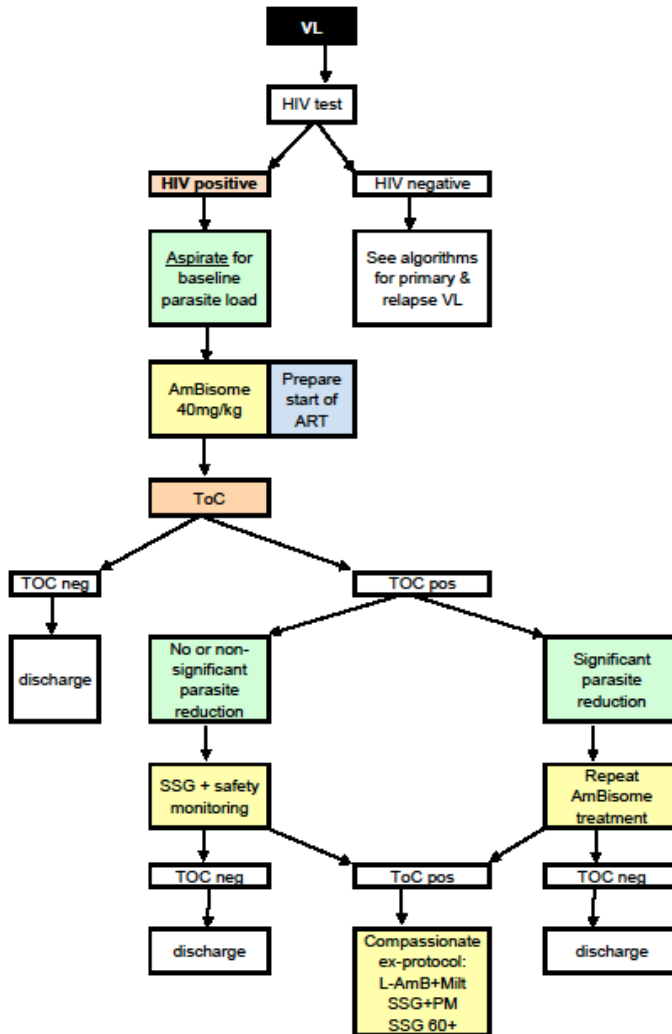 VL
HIV test
HIV positive
HIV negative
Aspirate for
baseline
parasite load
See algorithms
for primary &
relapse VL
AmBisome
40mg/kg
Prepare
start of
ART
ToC
TOC neg
TOC pos
discharge
No or non-
significant
parasite
reduction
Significant
parasite
reduction
SSG + safety
monitoring
Repeat
AmBisome
treatment
TOC neg
ToC pos
TOC neg
discharge
Compassionate
ex-protocol:
L-AmB+Milt
SSG+PM
SSG 60+
discharge